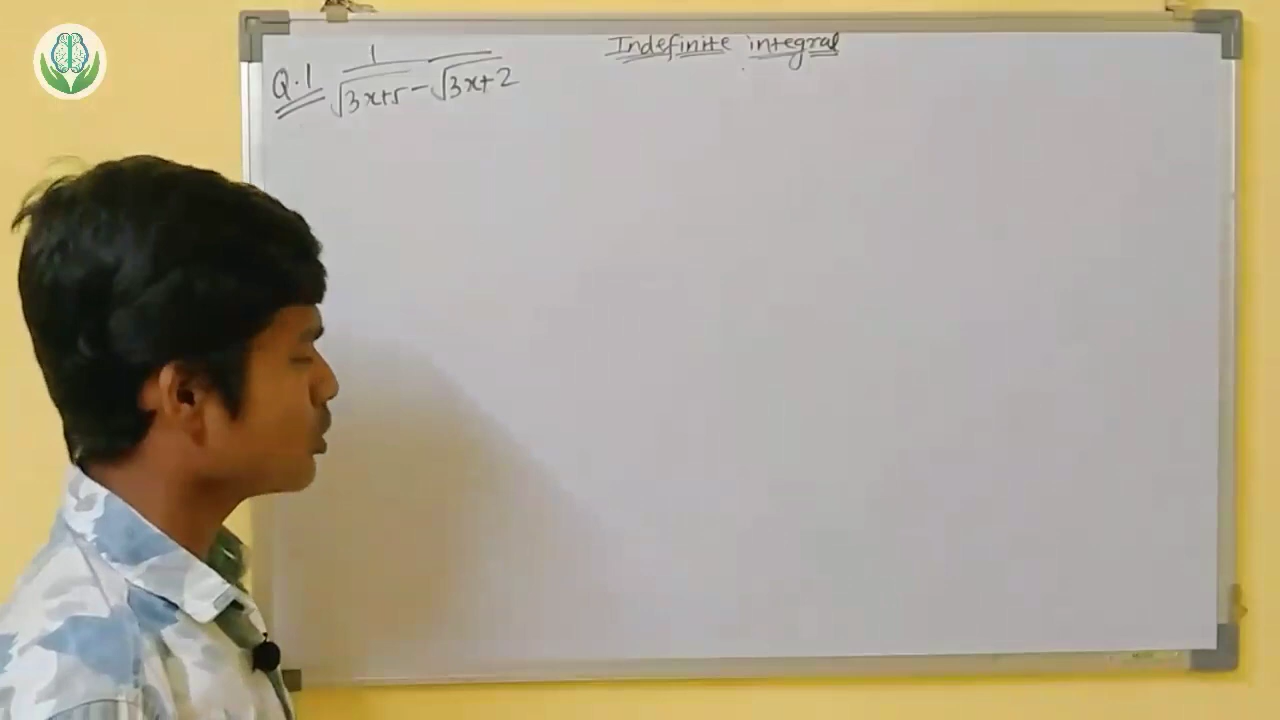 Indefinite integral
Q.1 1
√3x+5 - √3x+2